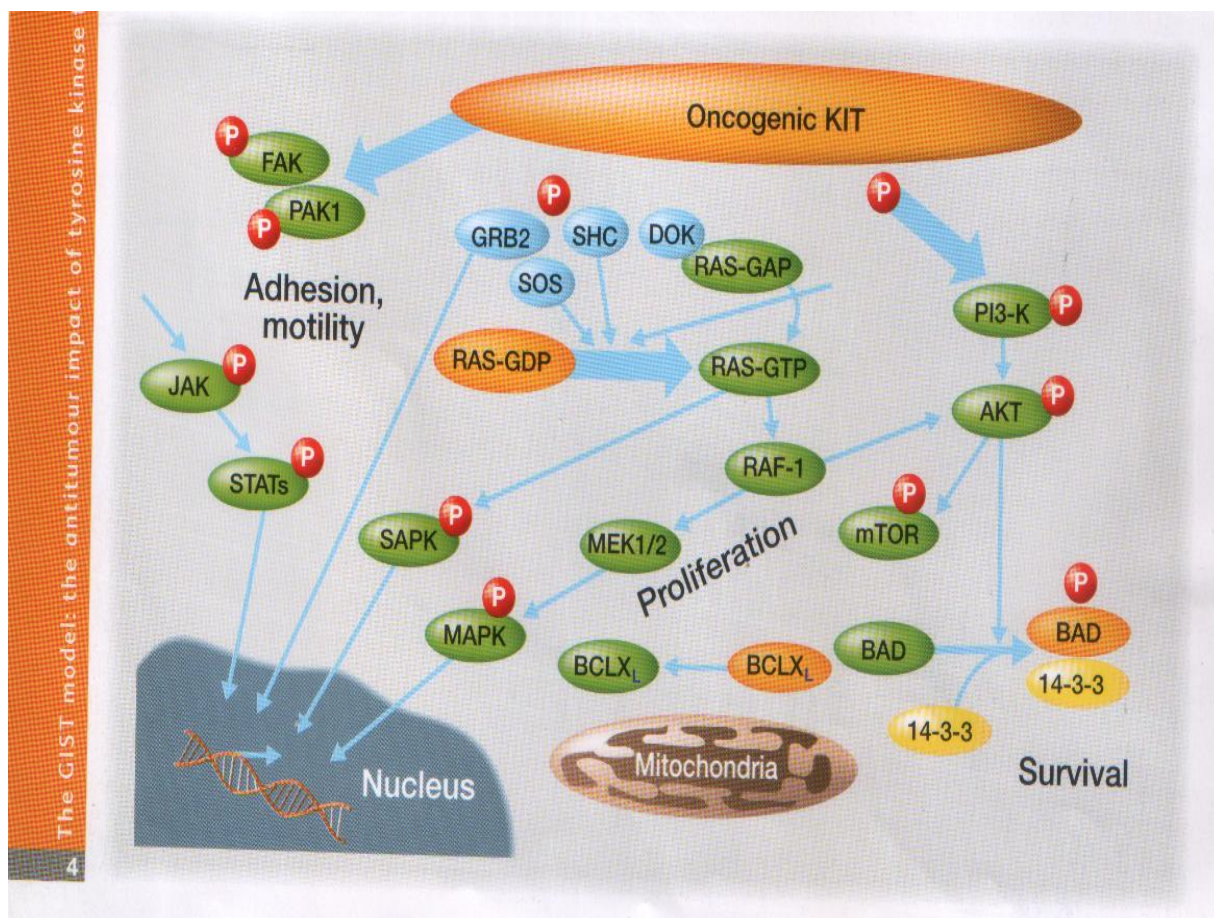 The GIST model: the antitumour impact of tyrosine kinase
4
Oncogenic KIT
P
FAK
PAK1
P
Adhesion,
motility
P
GRB2
SHC
DOK
RAS-GAP
SOS
P
PI3-K
P
RAS-GDP
RAS-GTP
JAK
P
AKT
P
STATs
P
RAF-1
SAPK
P
MEK1/2
Proliferation
P
mTOR
P
MAPK
BCLXL
BCLXL
BAD
P
BAD
14-3-3
14-3-3
Mitochondria
Nucleus
Survival